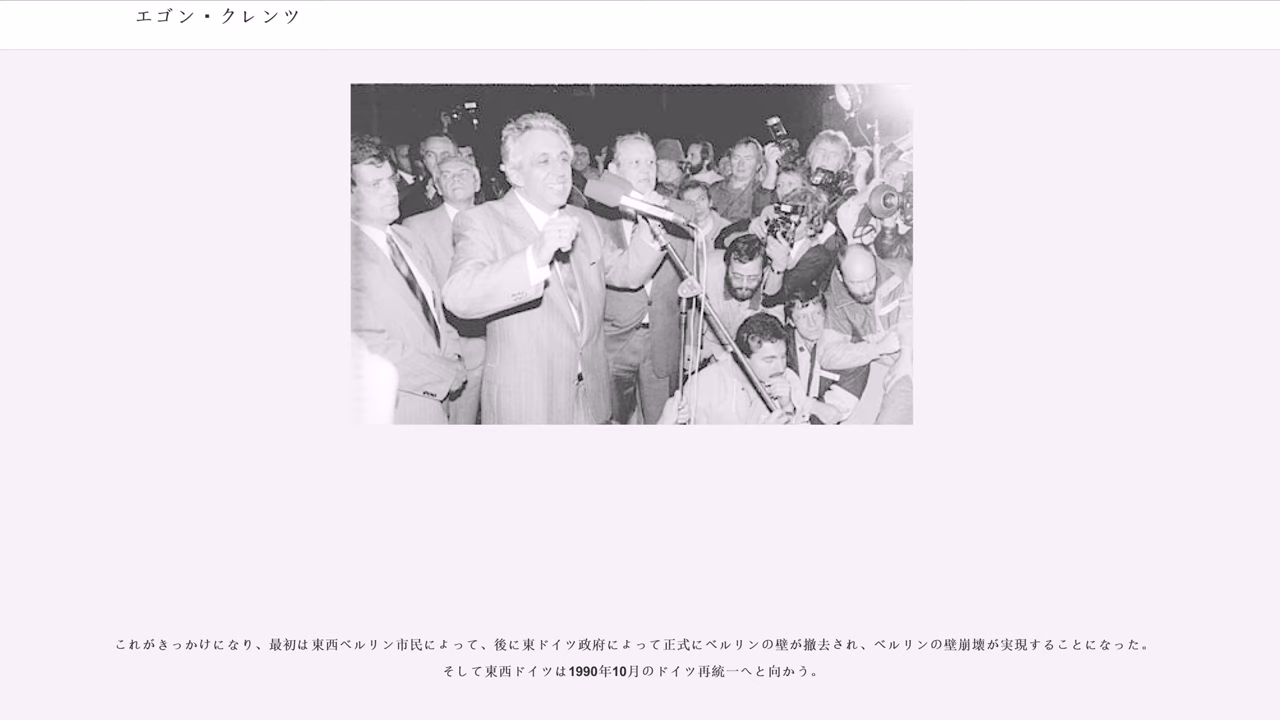 エゴン・クレンツ
これがきっかけになり、最初は東西ベルリン市民によって、後に東ドイツ政府によって正式にベルリンの壁が撤去され、ベルリンの壁崩壊が実現することになった。
そして東西ドイツは1990年10月のドイツ再統一へと向かう。